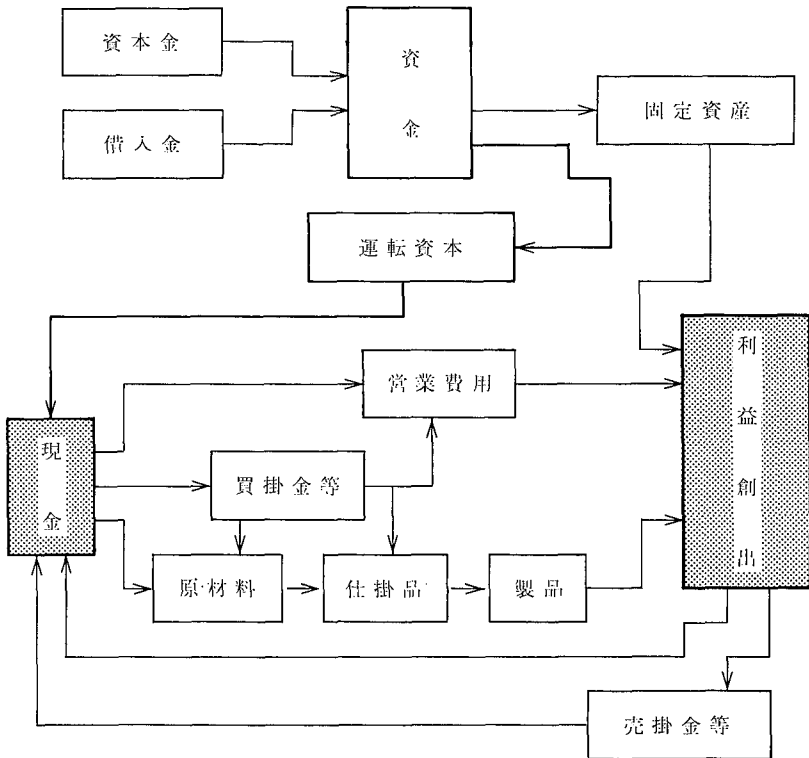 資本金
資金
借入金
固定資産
運転資本
利益創出
営業費用
現金
買掛金等
原材料
仕掛品
製品
売掛金等